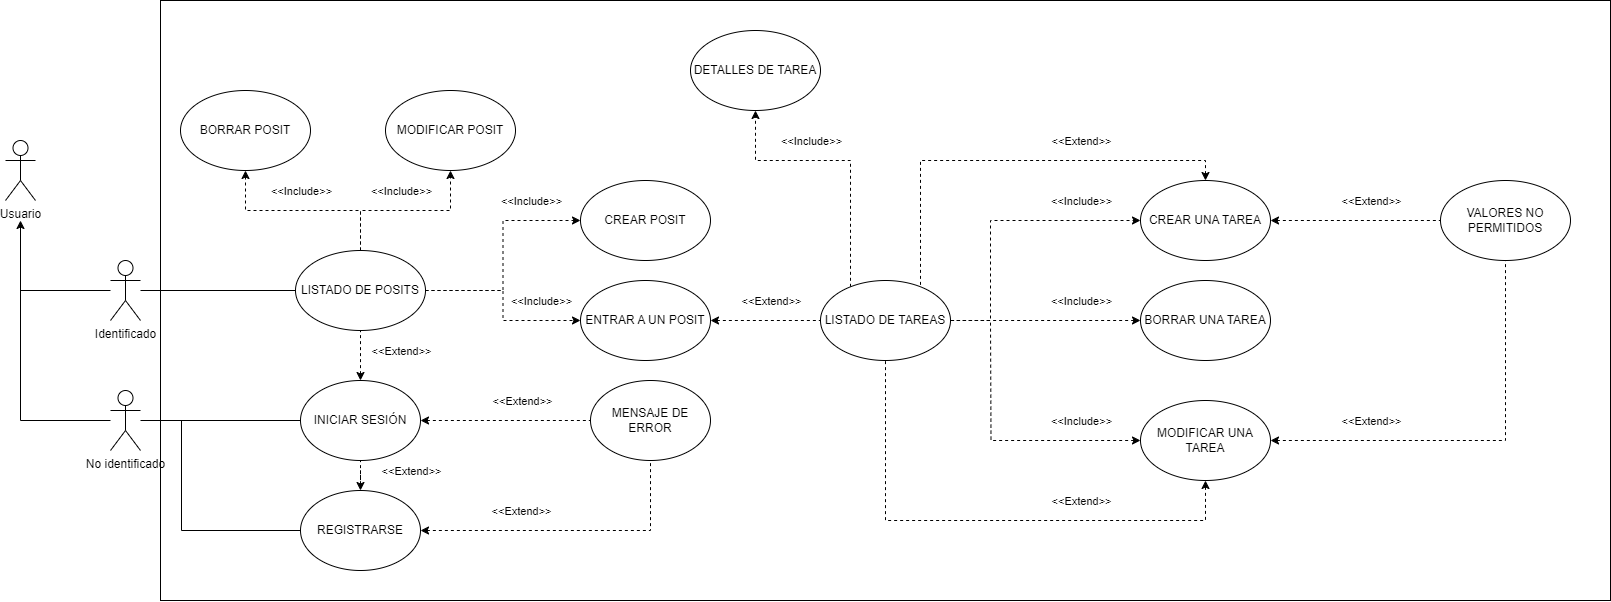 DETALLES DE TAREA
BORRAR POSIT
MODIFICAR POSIT
<<Include>>
<<Extend>>
Usuario
<<Include>>
<<Include>>
<<Include>>
<<Include>>
<<Extend>>
CREAR POSIT
CREAR UNA TAREA
VALORES NO
PERMITIDOS
Identificado
LISTADO DE POSITS
<<Include>>
<<Extend>>
<<Include>>
ENTRAR A UN POSIT
LISTADO DE TAREAS
BORRAR UNA TAREA
<<Extend>>
No identificado
INICIAR SESIÓN
<<Extend>>
MENSAJE DE
ERROR
<<Include>>
<<Extend>>
MODIFICAR UNA
TAREA
<<Extend>>
REGISTRARSE
<<Extend>>
<<Extend>>